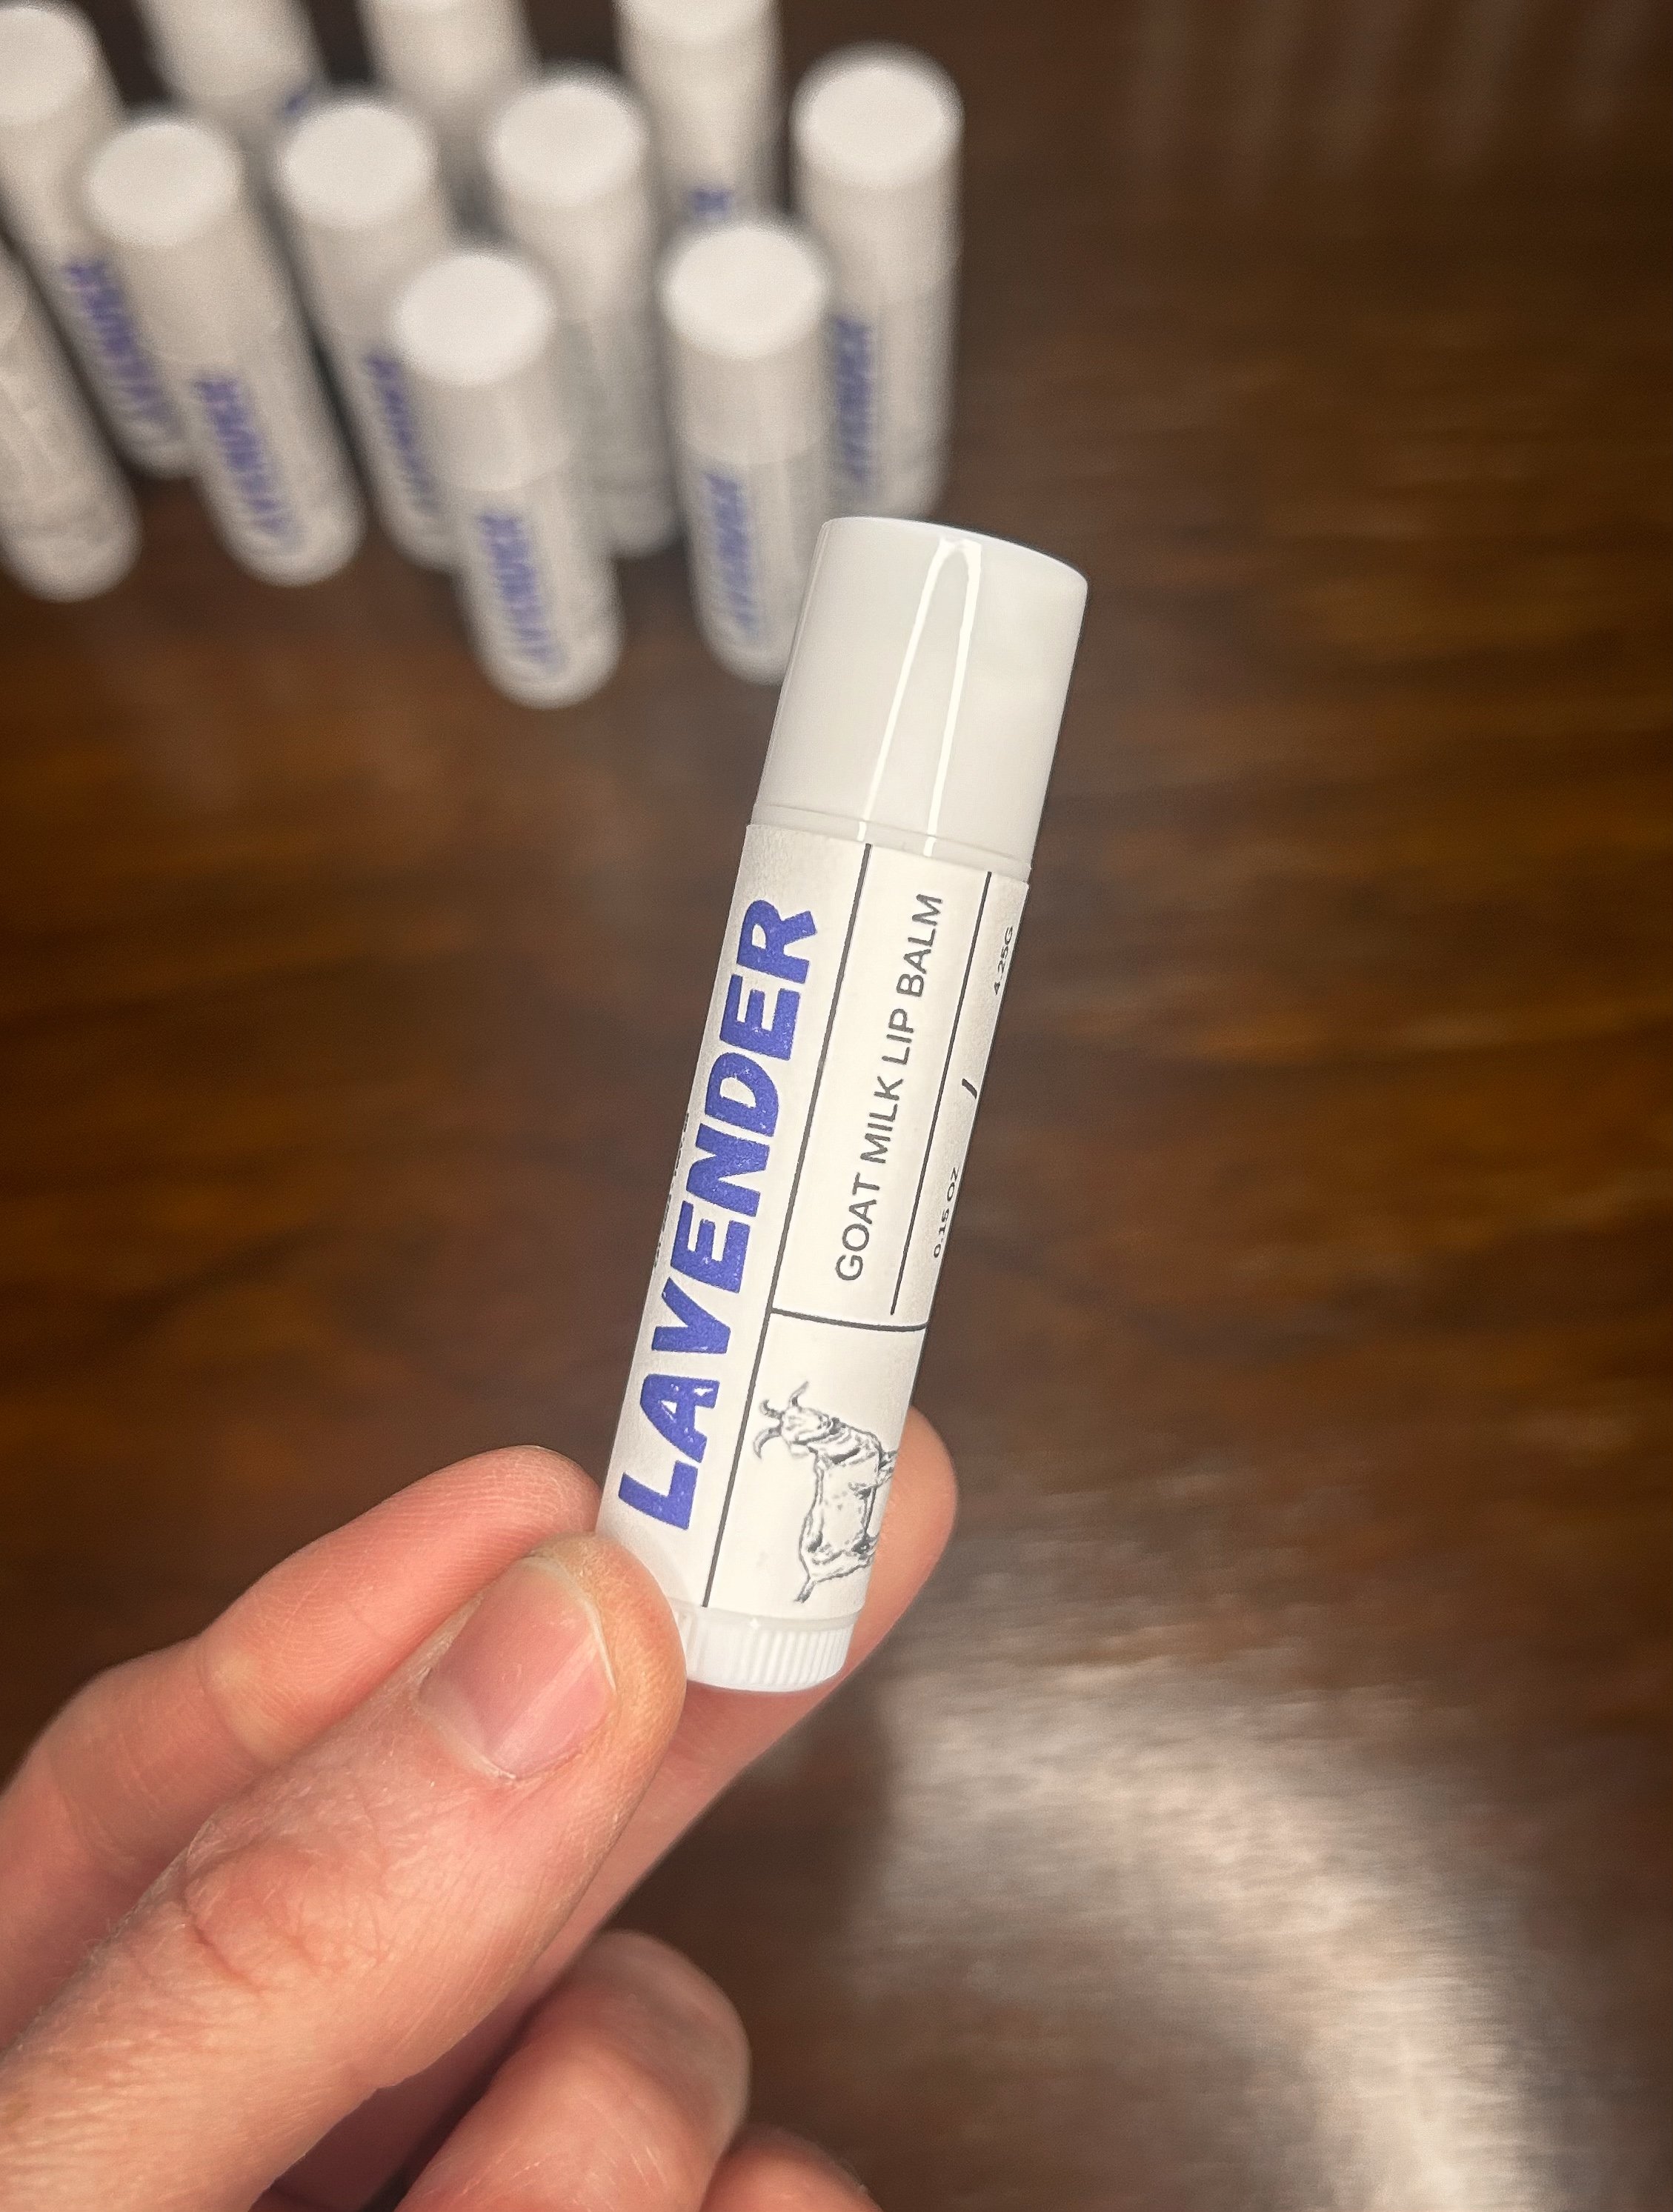 LAVENDER
GOAT MILK LIP BALM
0.15 OZ / 4.25G